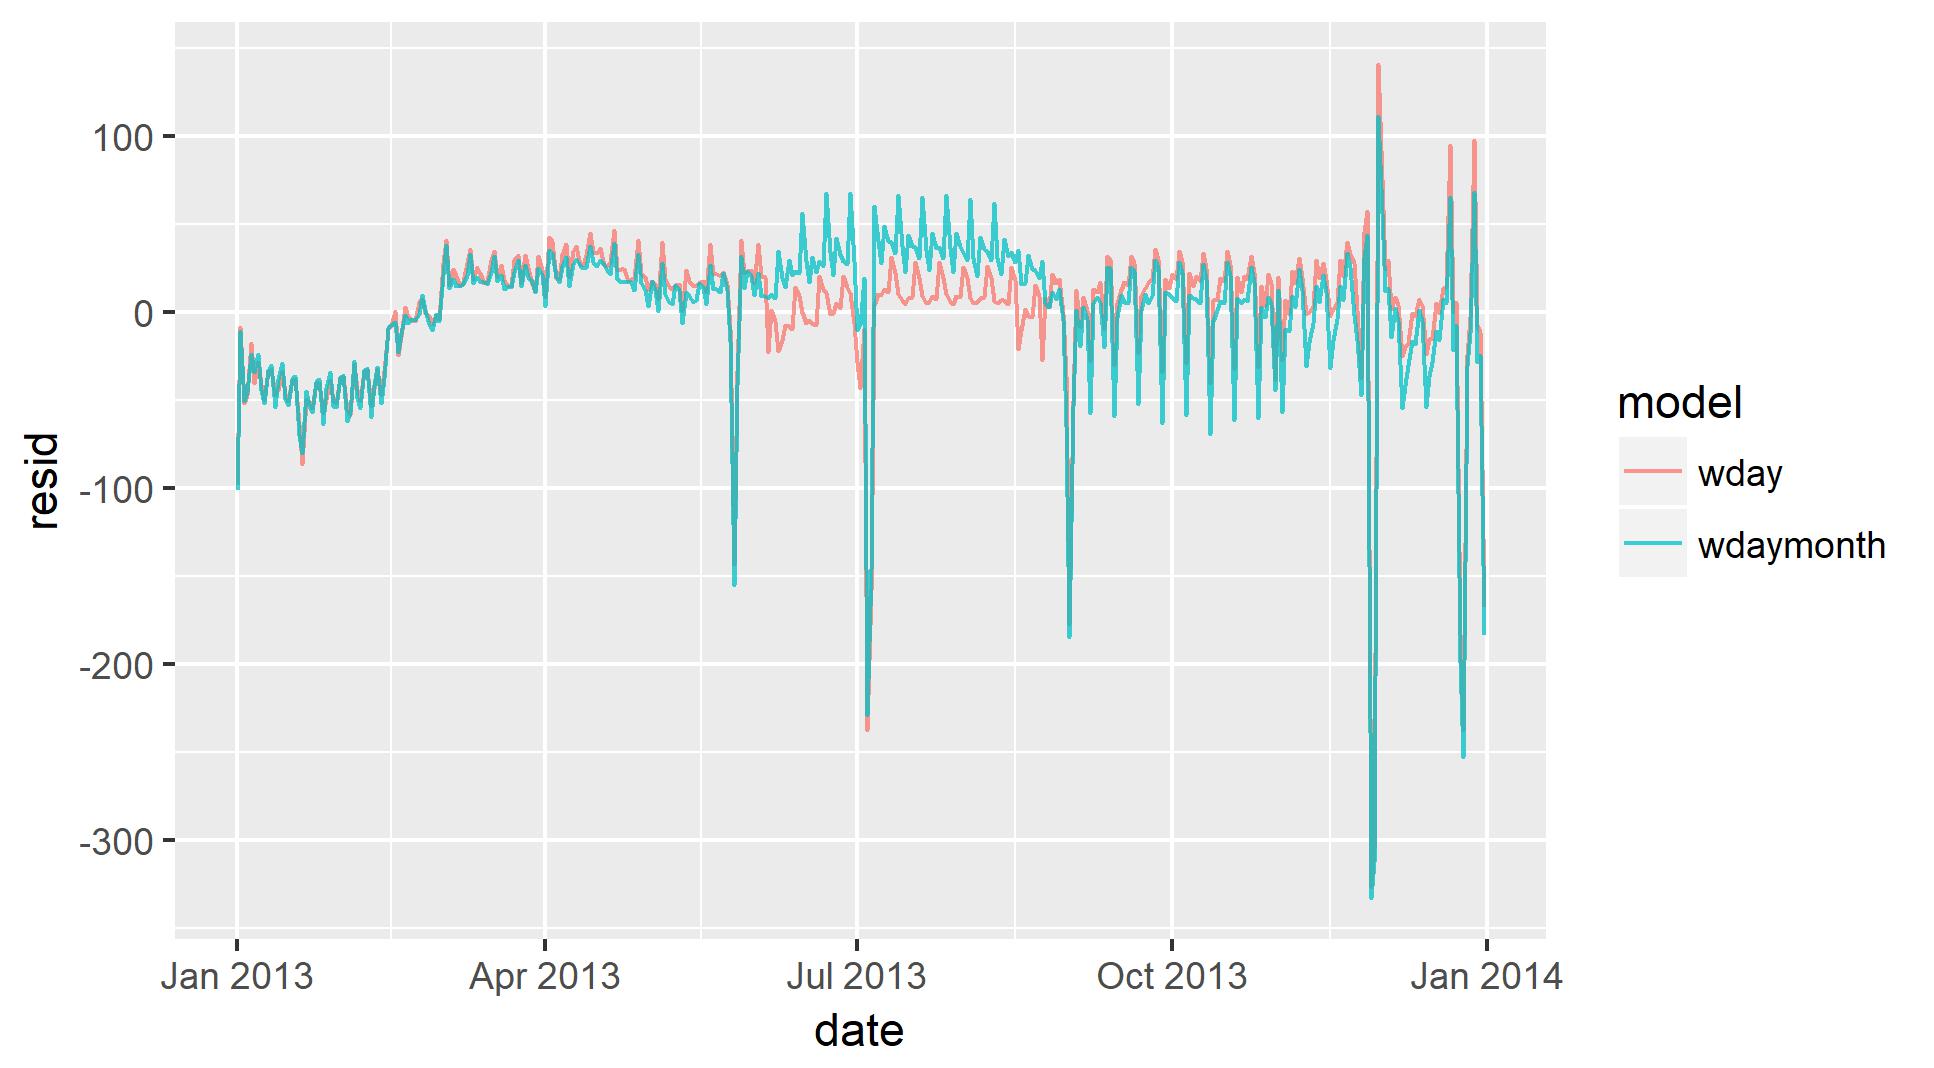 100
0
-100
-200
-300
resid
Jan 2013
Apr 2013
Jul 2013
Oct 2013
Jan 2014
date
model
wday
wdaymonth